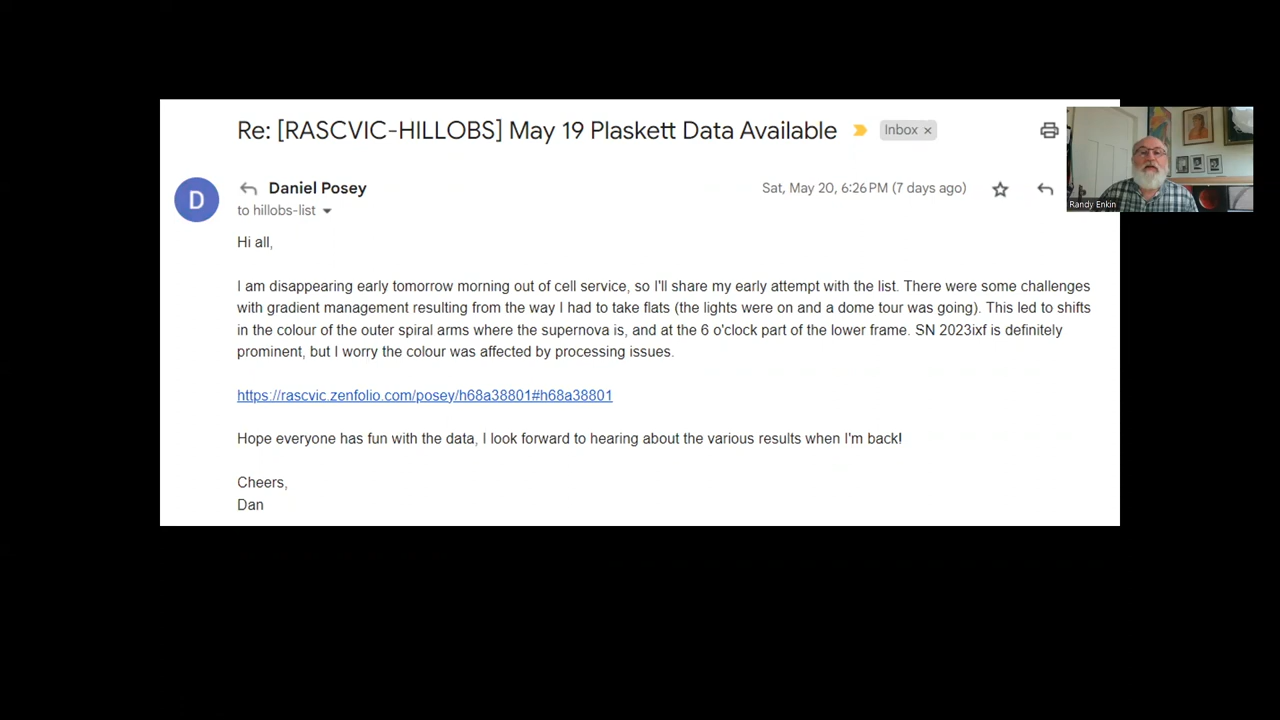 Re: [RASCVIC-HILLOBS] May 19 Plaskett Data Available
Inbox ×
D
Daniel Posey
Sat, May 20, 6:26 PM (7 days ago)
to hillobs-list
Randy Enkin
Hi all,
I am disappearing early tomorrow morning out of cell service, so I'll share my early attempt with the list. There were some challenges
with gradient management resulting from the way I had to take flats (the lights were on and a dome tour was going). This led to shifts
in the colour of the outer spiral arms where the supernova is, and at the 6 o'clock part of the lower frame. SN 2023ixf is definitely
prominent, but I worry the colour was affected by processing issues.
https://rascvic.zenfolio.com/posey/h68a38801#h68a38801
Hope everyone has fun with the data, I look forward to hearing about the various results when I'm back!
Cheers,
Dan